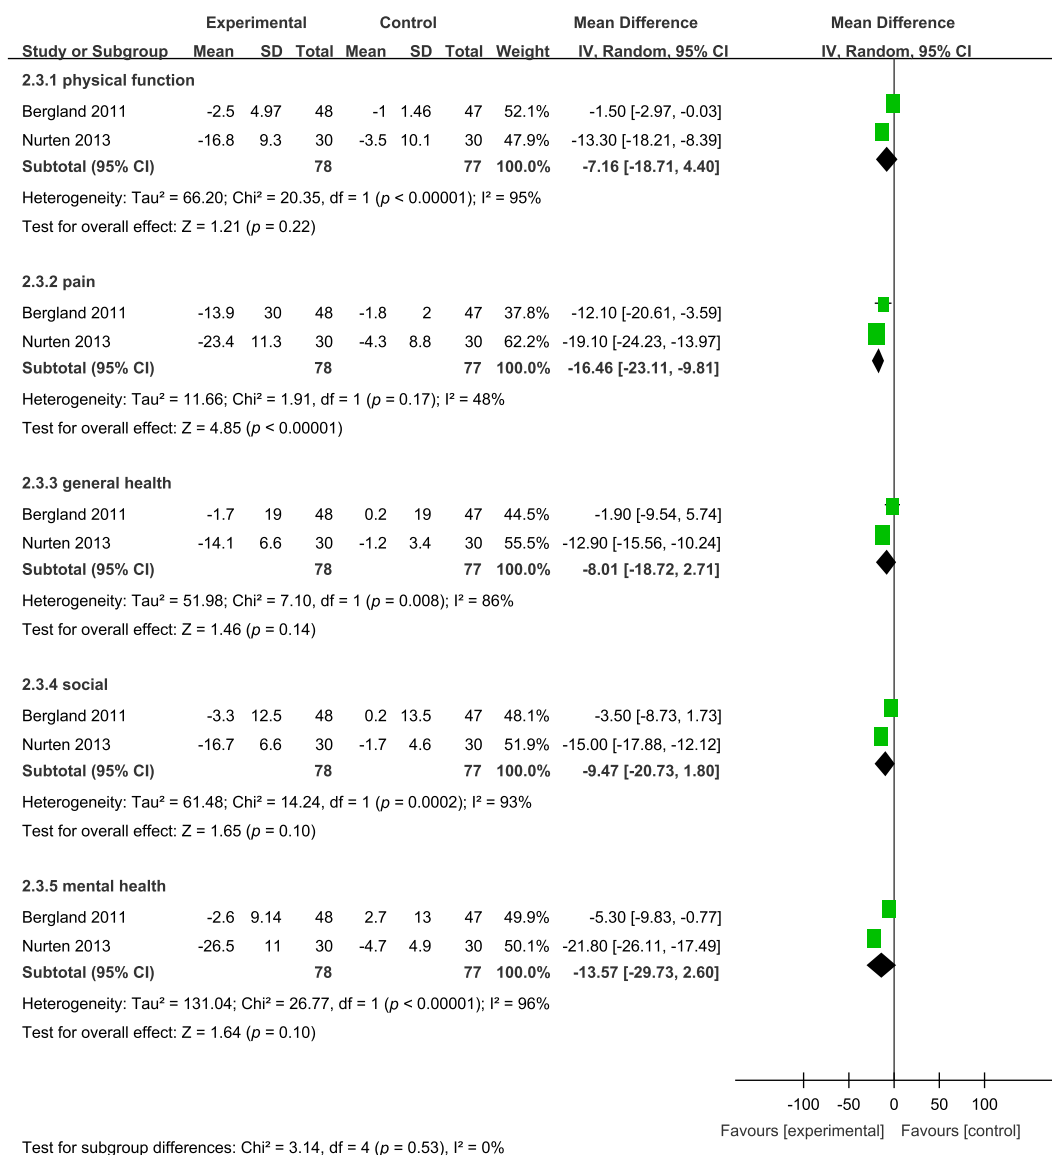 Experimental Control Mean Difference Mean Difference
Study or Subgroup Mean SD Total Mean SD Total Weight IV, Random, 95% CI IV, Random, 95% CI
2.3.1 physical function
Bergland 2011 -2.5 4.97 48 -1 1.46 47 52.1% -1.50 [-2.97, -0.03]
Nurten 2013 -16.8 9.3 30 -3.5 10.1 30 47.9% -13.30 [-18.21, -8.39]
Subtotal (95% CI) 78 77 100.0% -7.16 [-18.71, 4.40]
Heterogeneity: Tau² = 66.20; Chi² = 20.35, df = 1 (p < 0.00001); I² = 95%
Test for overall effect: Z = 1.21 (p = 0.22)
2.3.2 pain
Bergland 2011 -13.9 30 48 -1.8 2 47 37.8% -12.10 [-20.61, -3.59]
Nurten 2013 -23.4 11.3 30 -4.3 8.8 30 62.2% -19.10 [-24.23, -13.97]
Subtotal (95% CI) 78 77 100.0% -16.46 [-23.11, -9.81]
Heterogeneity: Tau² = 11.66; Chi² = 1.91, df = 1 (p = 0.17); I² = 48%
Test for overall effect: Z = 4.85 (p < 0.00001)
2.3.3 general health
Bergland 2011 -1.7 19 48 0.2 19 47 44.5% -1.90 [-9.54, 5.74]
Nurten 2013 -14.1 6.6 30 -1.2 3.4 30 55.5% -12.90 [-15.56, -10.24]
Subtotal (95% CI) 78 77 100.0% -8.01 [-18.72, 2.71]
Heterogeneity: Tau² = 51.98; Chi² = 7.10, df = 1 (p = 0.008); I² = 86%
Test for overall effect: Z = 1.46 (p = 0.14)
2.3.4 social
Bergland 2011 -3.3 12.5 48 0.2 13.5 47 48.1% -3.50 [-8.73, 1.73]
Nurten 2013 -16.7 6.6 30 -1.7 4.6 30 51.9% -15.00 [-17.88, -12.12]
Subtotal (95% CI) 78 77 100.0% -9.47 [-20.73, 1.80]
Heterogeneity: Tau² = 61.48; Chi² = 14.24, df = 1 (p = 0.0002); I² = 93%
Test for overall effect: Z = 1.65 (p = 0.10)
2.3.5 mental health
Bergland 2011 -2.6 9.14 48 2.7 13 47 49.9% -5.30 [-9.83, -0.77]
Nurten 2013 -26.5 11 30 -4.7 4.9 30 50.1% -21.80 [-26.11, -17.49]
Subtotal (95% CI) 78 77 100.0% -13.57 [-29.73, 2.60]
Heterogeneity: Tau² = 131.04; Chi² = 26.77, df = 1 (p < 0.00001); I² = 96%
Test for overall effect: Z = 1.64 (p = 0.10)
-100 -50 0 50 100
Favours [experimental] Favours [control]
Test for subgroup differences: Chi² = 3.14, df = 4 (p = 0.53), I² = 0%